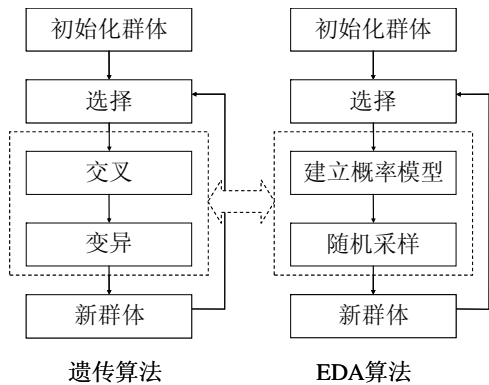 初始化群体
选择
交叉
变异
新群体
遗传算法
初始化群体
选择
建立概率模型
随机采样
新群体
EDA算法